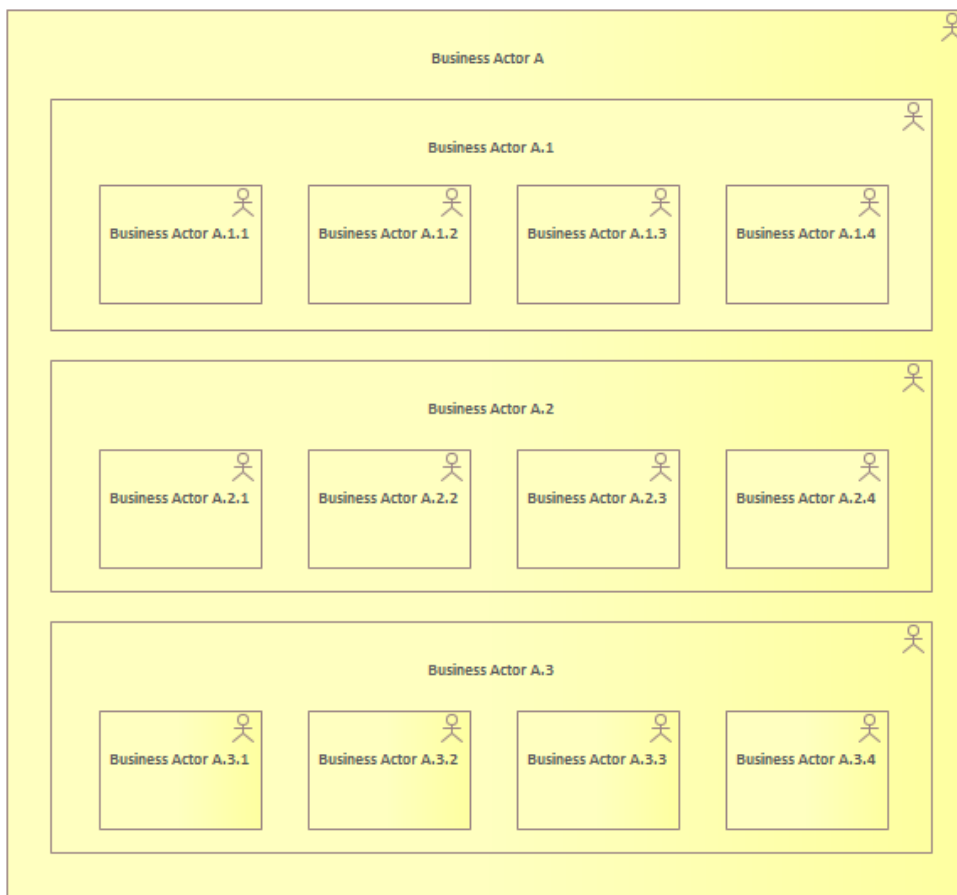 Business Actor A
Business Actor A.1
Business Actor A.1.1
Business Actor A.1.2
Business Actor A.1.3
Business Actor A.1.4
Business Actor A.2
Business Actor A.2.1
Business Actor A.2.2
Business Actor A.2.3
Business Actor A.2.4
Business Actor A.3
Business Actor A.3.1
Business Actor A.3.2
Business Actor A.3.3
Business Actor A.3.4